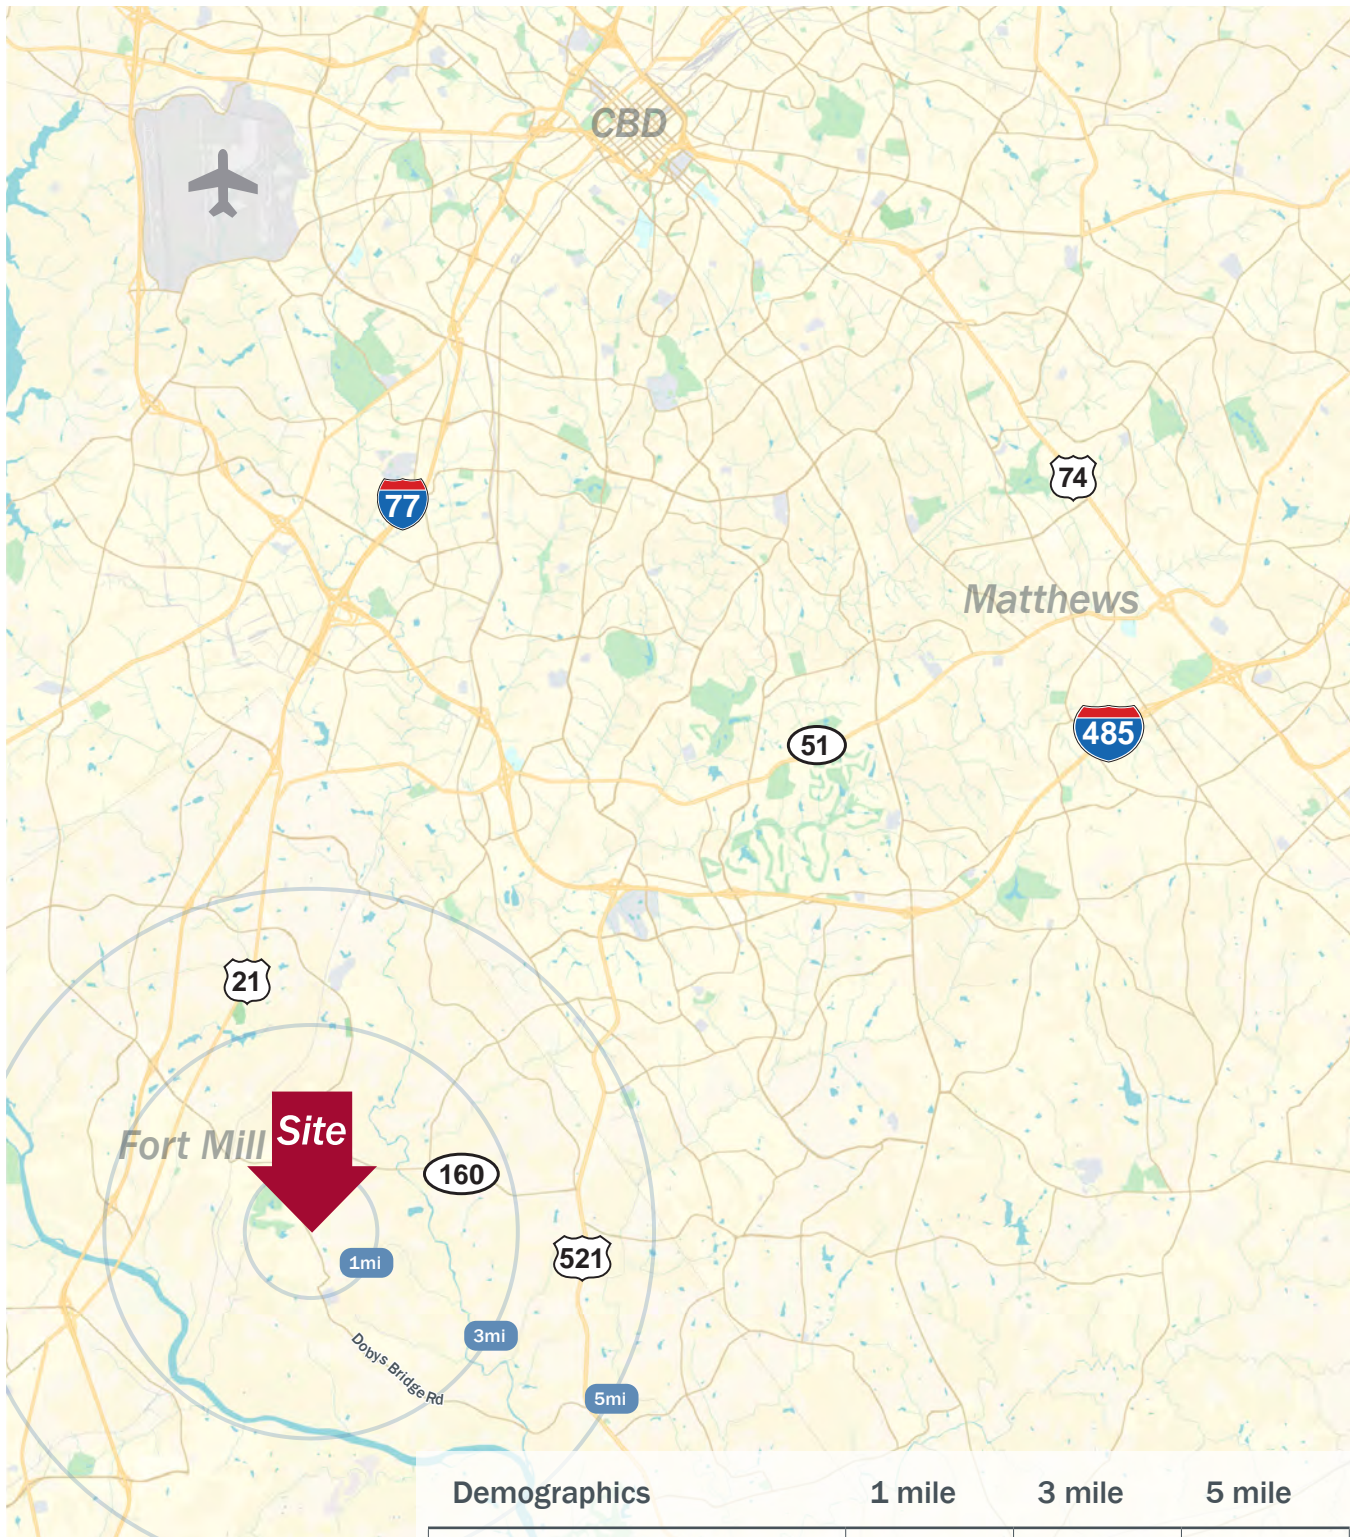 CBD
77
74
Matthews
51
485
21
Fort Mill
Site
160
521
1mi
3mi
Dobys Bridge Rd
5mi
Demographics 1 mile 3 mile 5 mile